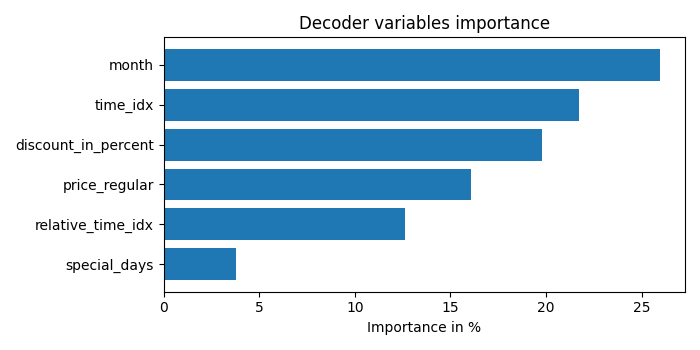 Decoder variables importance
month
time_idx
discount_in_percent
price_regular
relative_time_idx
special_days
0 5 10 15 20 25
Importance in %